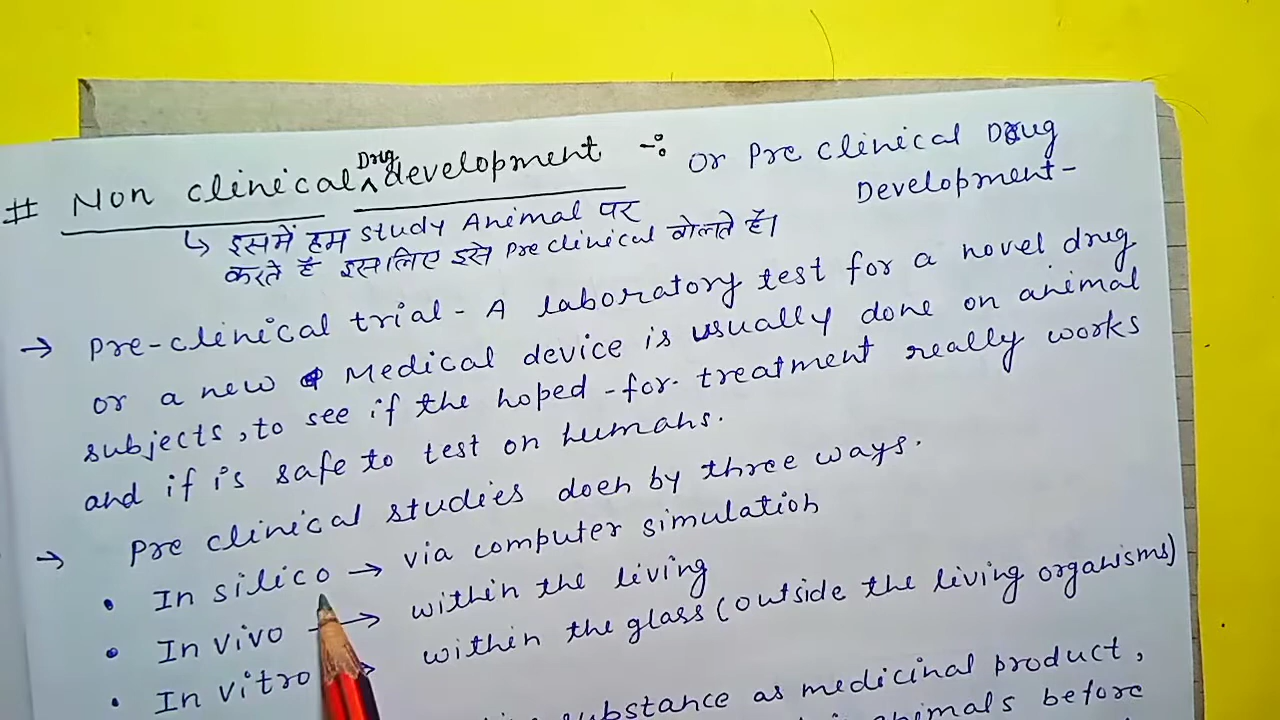 # Non clinical Drug development -: Or Pre clinical Drug
Development-
↳ इसमें हम study Animal पर
करते हैं इसलिए इसे Pre clinical बोलते हैं।
→ Pre-clinical trial - A laboratory test for a novel drug
or a new Medical device is usually done on animal
subjects, to see if the hoped-for- treatment really works
and if is safe to test on humans.
→ Pre clinical studies doen by three ways.
• In silico → via computer simulation
• In vivo → within the living
• In vitro → within the glass (outside the living organisms)
substance as medicinal product,
animals before